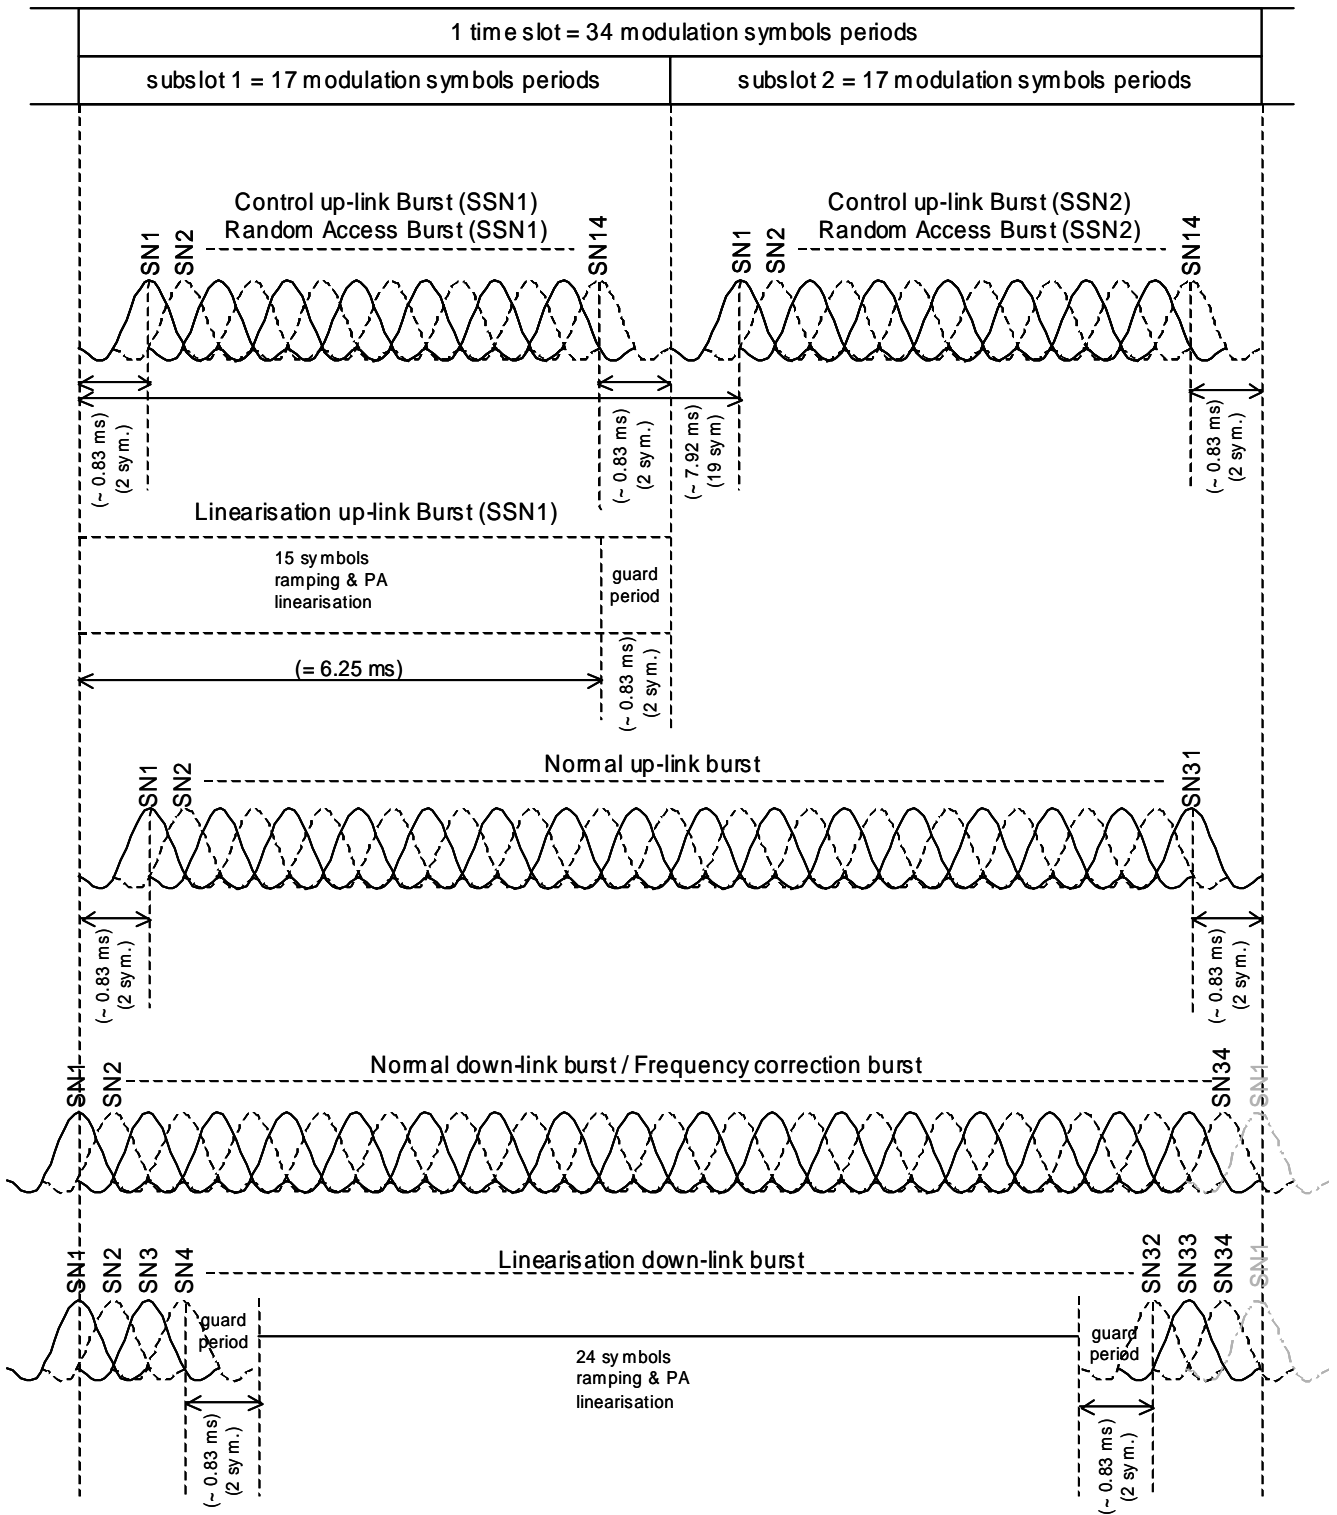 1 time slot = 34 modulation symbols periods
subslot 1 = 17 modulation symbols periods
subslot 2 = 17 modulation symbols periods
Control up-link Burst (SSN1)
Random Access Burst (SSN1)
SN1
SN2
SN14
Control up-link Burst (SSN2)
Random Access Burst (SSN2)
SN1
SN2
SN14
(~ 0.83 ms)
(2 sym.)
(~ 0.83 ms)
(2 sym.)
(~ 7.92 ms)
(19 sym)
(~ 0.83 ms)
(2 sym.)
Linearisation up-link Burst (SSN1)
15 symbols
ramping & PA
linearisation
guard
period
(= 6.25 ms)
(~ 0.83 ms)
(2 sym.)
Normal up-link burst
SN1
SN2
SN31
(~ 0.83 ms)
(2 sym.)
(~ 0.83 ms)
(2 sym.)
Normal down-link burst / Frequency correction burst
SN1
SN2
SN34
SN1
Linearisation down-link burst
SN1
SN2
SN3
SN4
SN32
SN33
SN34
SN1
guard
period
24 symbols
ramping & PA
linearisation
guard
period
(~ 0.83 ms)
(2 sym.)
(~ 0.83 ms)
(2 sym.)